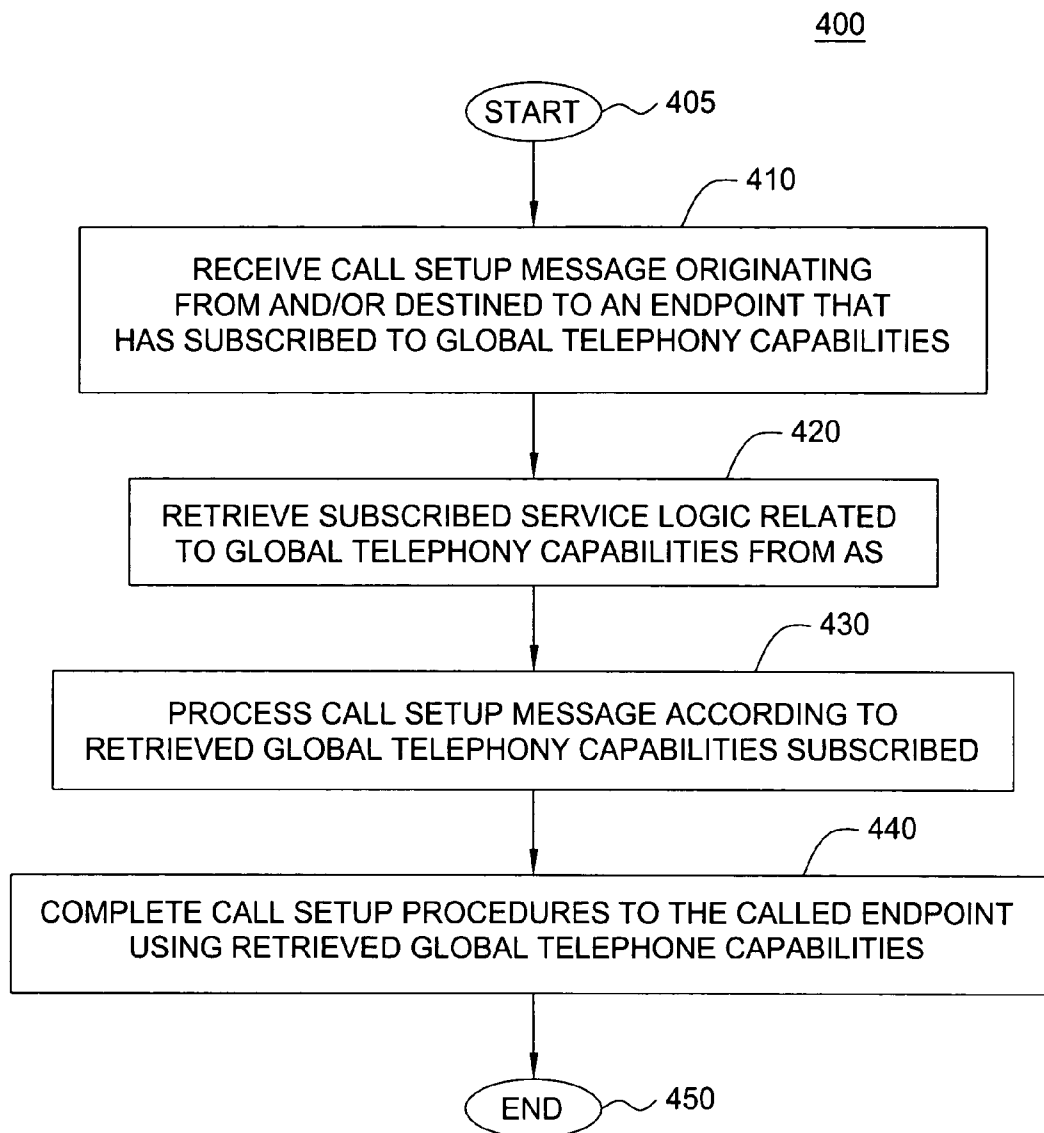 400
START
405
410
RECEIVE CALL SETUP MESSAGE ORIGINATING
FROM AND/OR DESTINED TO AN ENDPOINT THAT
HAS SUBSCRIBED TO GLOBAL TELEPHONY CAPABILITIES
420
RETRIEVE SUBSCRIBED SERVICE LOGIC RELATED
TO GLOBAL TELEPHONY CAPABILITIES FROM AS
430
PROCESS CALL SETUP MESSAGE ACCORDING TO
RETRIEVED GLOBAL TELEPHONY CAPABILITIES SUBSCRIBED
440
COMPLETE CALL SETUP PROCEDURES TO THE CALLED ENDPOINT
USING RETRIEVED GLOBAL TELEPHONE CAPABILITIES
END
450